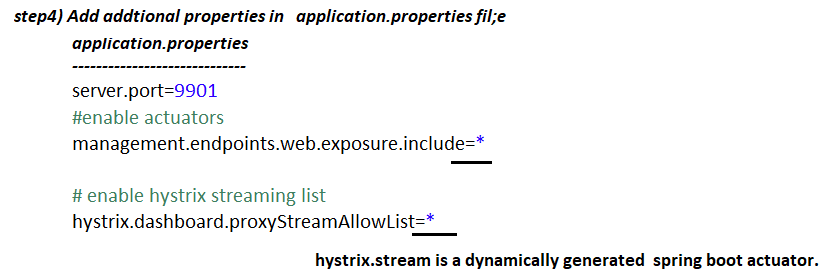 step4) Add addtional properties in application.properties fil;e
application.properties
-----------------------------
server.port=9901
#enable actuators
management.endpoints.web.exposure.include=*
# enable hystrix streaming list
hystrix.dashboard.proxyStreamAllowList=*
hystrix.stream is a dynamically generated spring boot actuator.